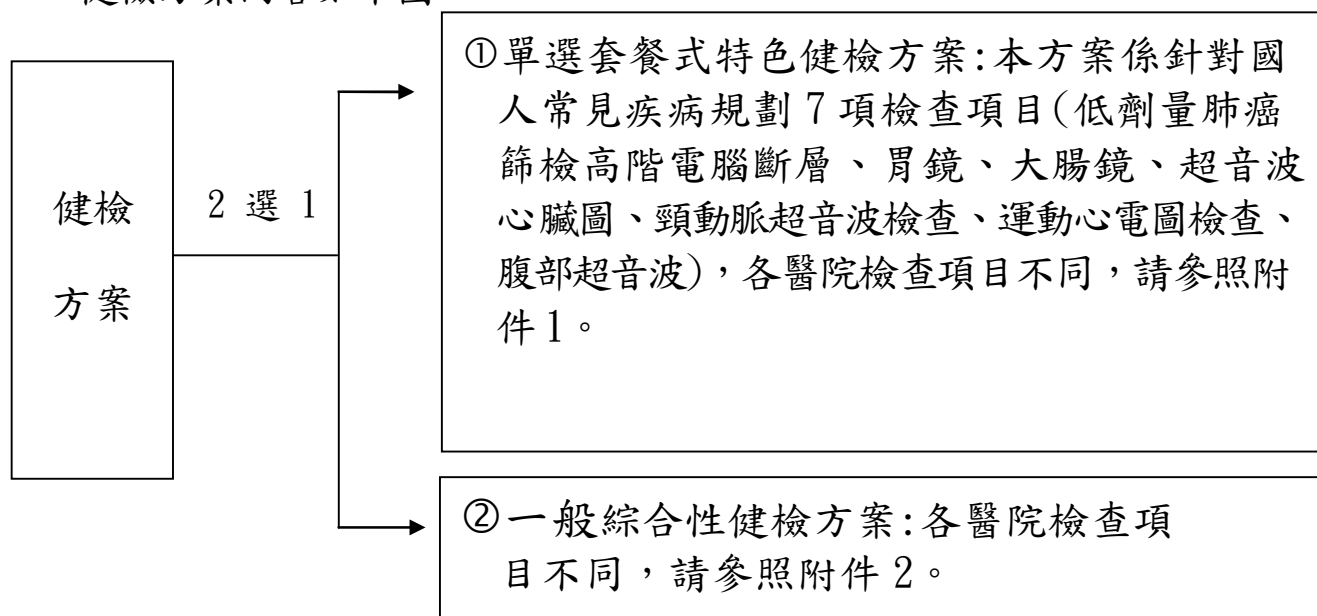 健檢
方案
2 選 1
①單選套餐式特色健檢方案:本方案係針對國
人常見疾病規劃 7 項檢查項目(低劑量肺癌
篩檢高階電腦斷層、胃鏡、大腸鏡、超音波
心臟圖、頸動脈超音波檢查、運動心電圖檢查、
腹部超音波),各醫院檢查項目不同,請參照附
件 1。
②一般綜合性健檢方案:各醫院檢查項
目不同,請參照附件 2。